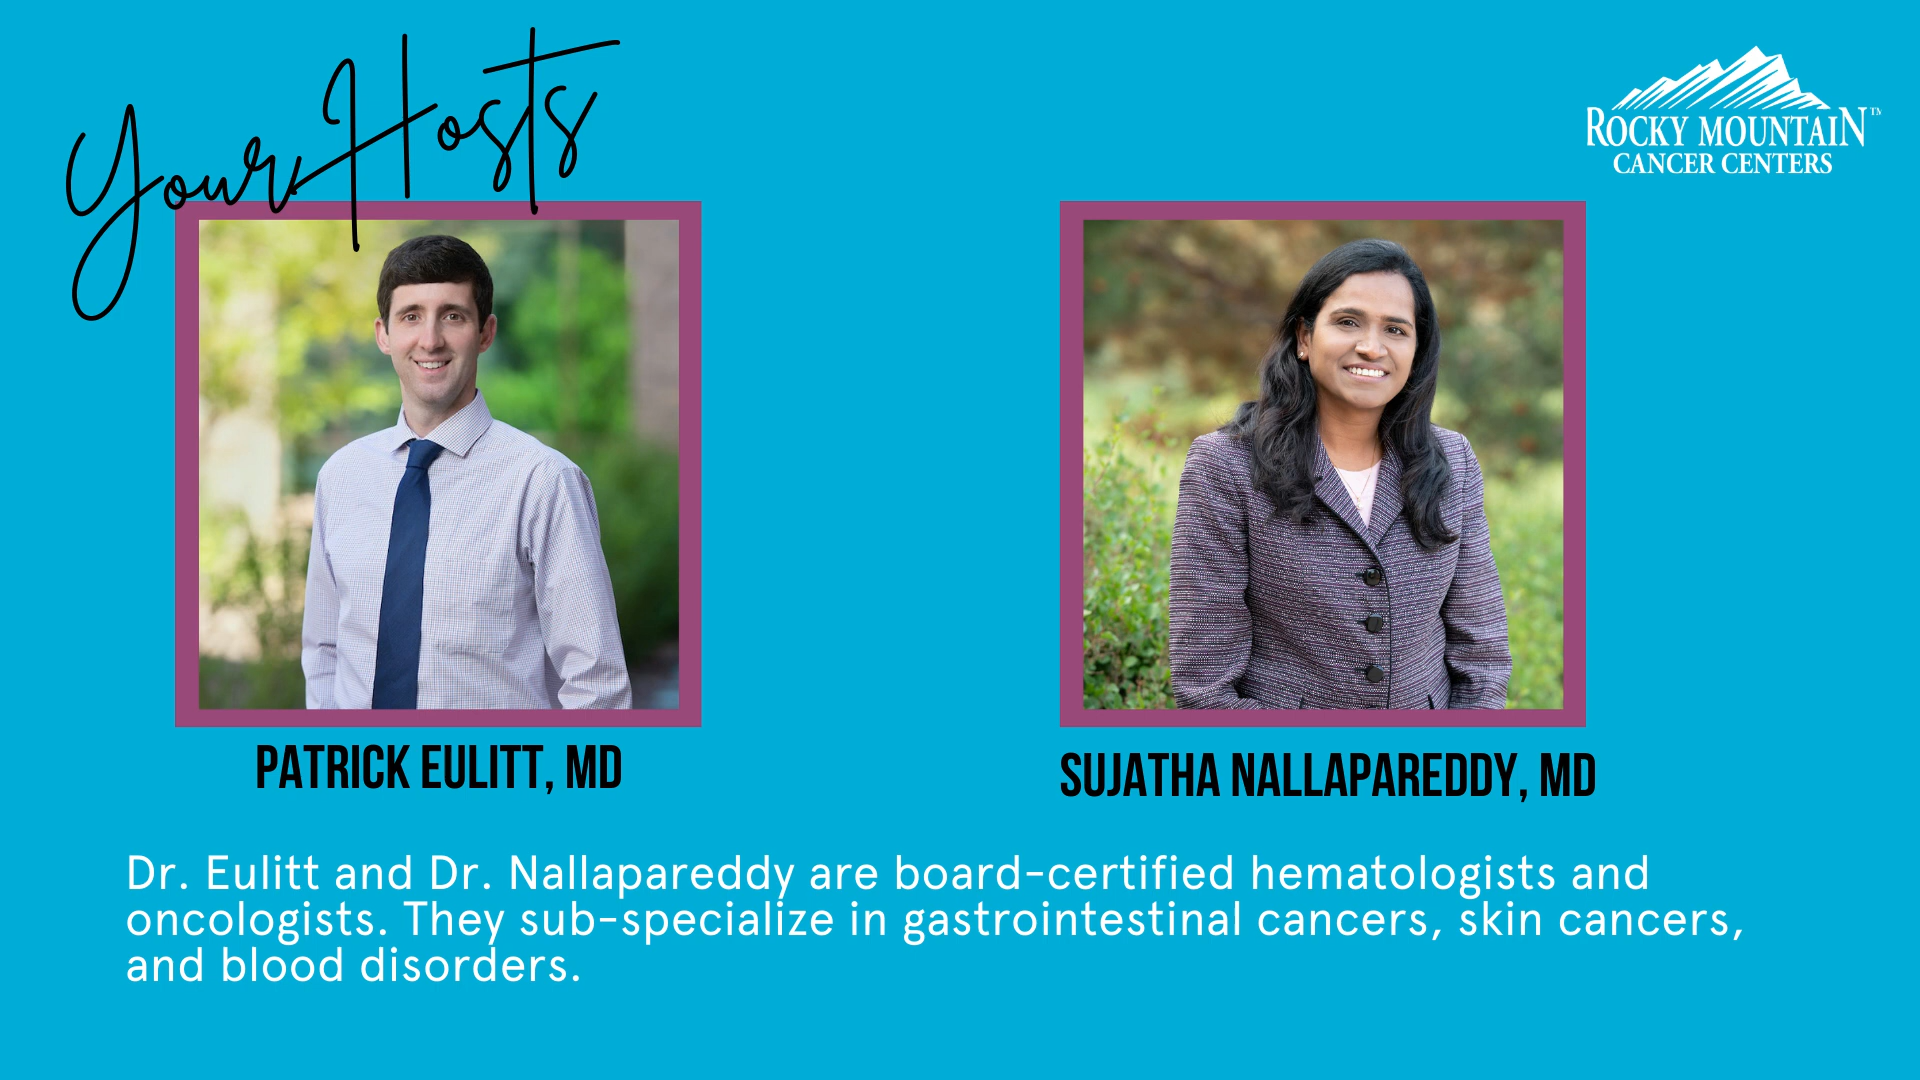 Your Hosts
ROCKY MOUNTAIN™
CANCER CENTERS
PATRICK EULITT, MD
SUJATHA NALLAPAREDDY, MD
Dr. Eulitt and Dr. Nallapareddy are board-certified hematologists and
oncologists. They sub-specialize in gastrointestinal cancers, skin cancers,
and blood disorders.